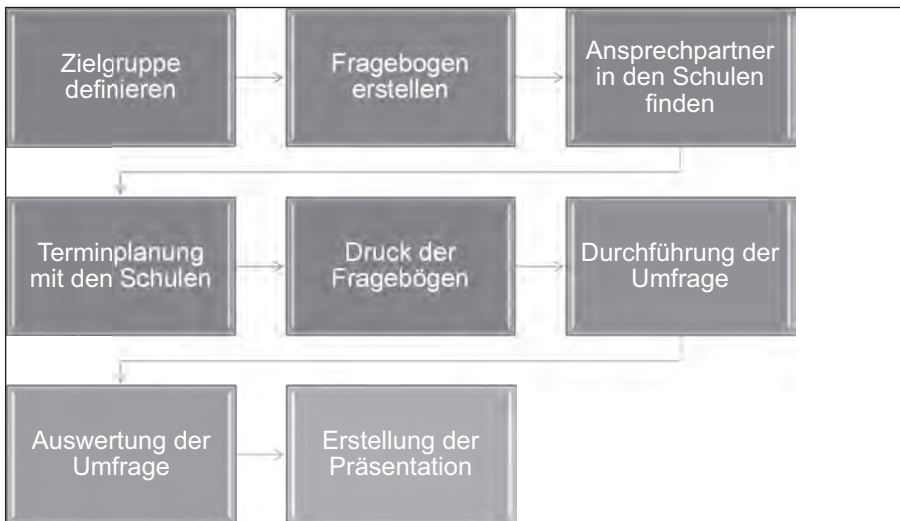 Zielgruppe
definieren
Fragebogen
erstellen
Ansprechpartner
in den Schulen
finden
Terminplanung
mit den Schulen
Druck der
Fragebögen
Durchführung der
Umfrage
Auswertung der
Umfrage
Erstellung der
Präsentation